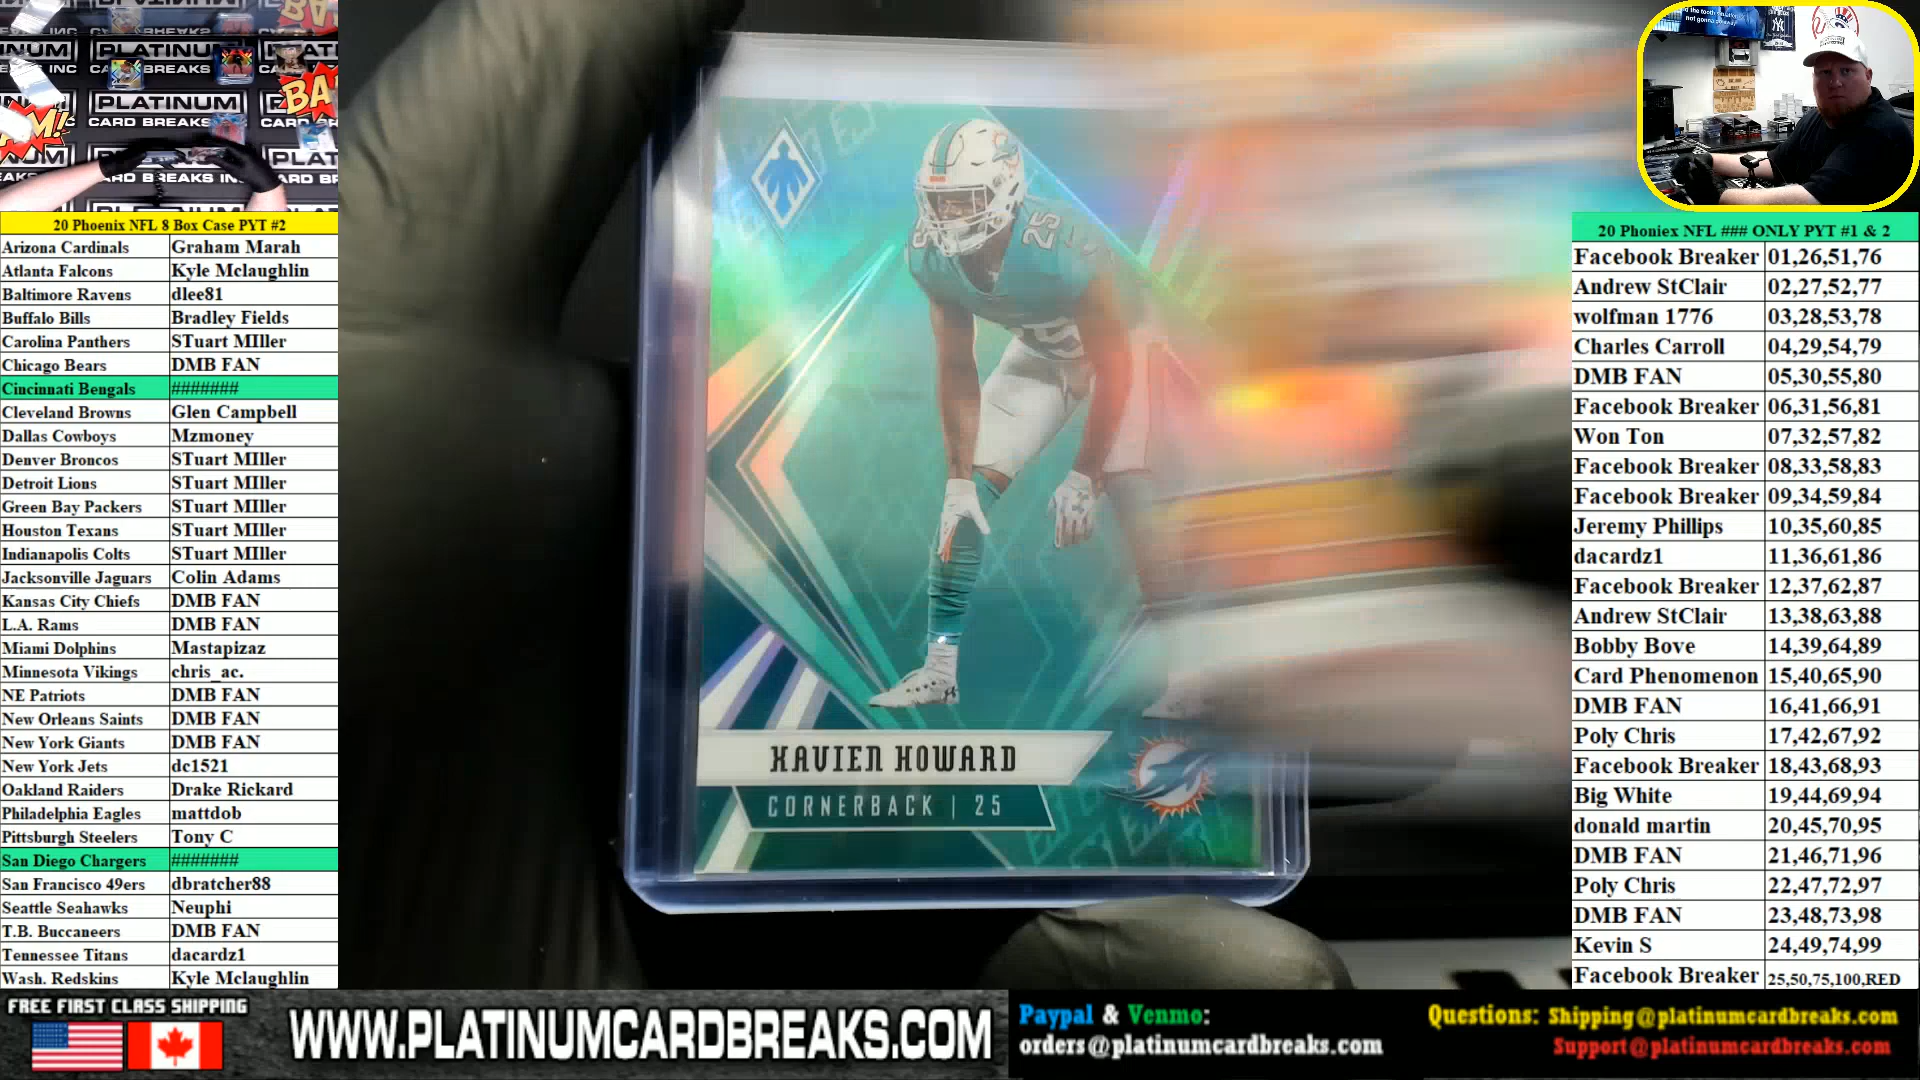 20 Phoenix NFL 8 Box Case PYT #2
Arizona Cardinals Graham Marah
Atlanta Falcons Kyle Mclaughlin
Baltimore Ravens dlee81
Buffalo Bills Bradley Fields
Carolina Panthers STuart MIller
Chicago Bears DMB FAN
Cincinnati Bengals #######
Cleveland Browns Glen Campbell
Dallas Cowboys Mzmoney
Denver Broncos STuart MIller
Detroit Lions STuart MIller
Green Bay Packers STuart MIller
Houston Texans STuart MIller
Indianapolis Colts STuart MIller
Jacksonville Jaguars Colin Adams
Kansas City Chiefs DMB FAN
L.A. Rams DMB FAN
Miami Dolphins Mastapizaz
Minnesota Vikings chris_ac.
NE Patriots DMB FAN
New Orleans Saints DMB FAN
New York Giants DMB FAN
New York Jets dc1521
Oakland Raiders Drake Rickard
Philadelphia Eagles mattdob
Pittsburgh Steelers Tony C
San Diego Chargers #######
San Francisco 49ers dbratcher88
Seattle Seahawks Neuphi
T.B. Buccaneers DMB FAN
Tennessee Titans dacardz1
Wash. Redskins Kyle Mclaughlin
PLATINUM
CARD BREAKS
25
XAVIEN HOWARD
CORNERBACK | 25
20 Phoniex NFL ### ONLY PYT #1 & 2
Facebook Breaker 01,26,51,76
Andrew StClair 02,27,52,77
wolfman 1776 03,28,53,78
Charles Carroll 04,29,54,79
DMB FAN 05,30,55,80
Facebook Breaker 06,31,56,81
Won Ton 07,32,57,82
Facebook Breaker 08,33,58,83
Facebook Breaker 09,34,59,84
Jeremy Phillips 10,35,60,85
dacardz1 11,36,61,86
Facebook Breaker 12,37,62,87
Andrew StClair 13,38,63,88
Bobby Bove 14,39,64,89
Card Phenomenon 15,40,65,90
DMB FAN 16,41,66,91
Poly Chris 17,42,67,92
Facebook Breaker 18,43,68,93
Big White 19,44,69,94
donald martin 20,45,70,95
DMB FAN 21,46,71,96
Poly Chris 22,47,72,97
DMB FAN 23,48,73,98
Kevin S 24,49,74,99
Facebook Breaker 25,50,75,100,RED
FREE FIRST CLASS SHIPPING
WWW.PLATINUMCARDBREAKS.COM
Paypal & Venmo:
orders@platinumcardbreaks.com
Questions: Shipping@platinumcardbreaks.com
Support@platinumcardbreaks.com